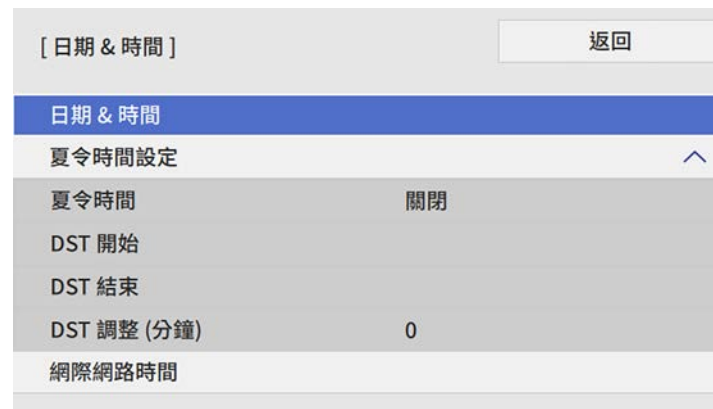 [ 日期 & 時間 ] 返回
日期 & 時間
夏令時間設定
夏令時間 關閉
DST 開始
DST 結束
DST 調整 (分鐘) 0
網際網路時間